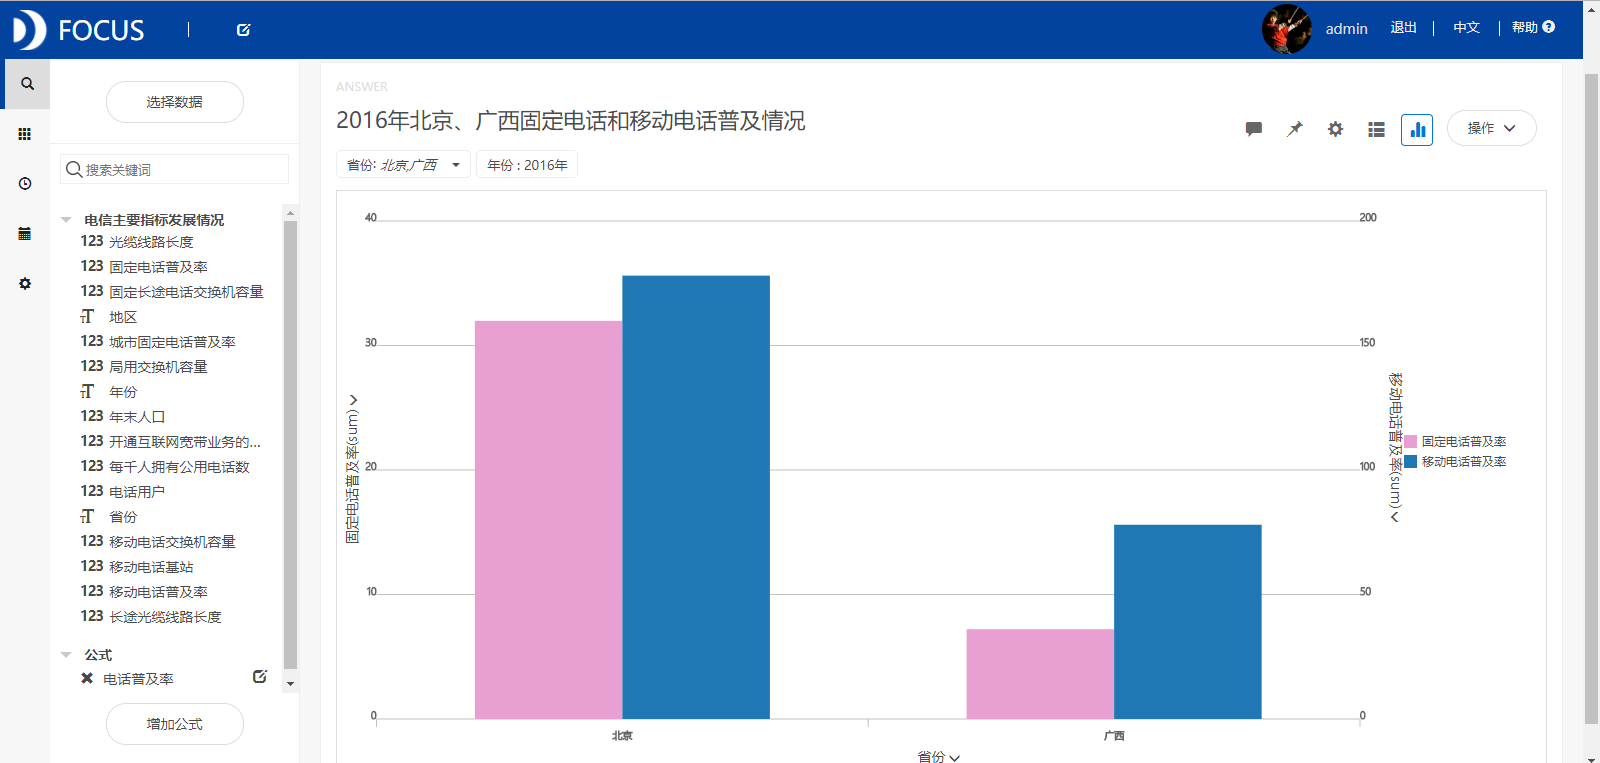 FOCUS
admin
退出
中文
帮助
选择数据
搜索关键词
电信主要指标发展情况
123 光缆线路长度
123 固定电话普及率
123 固定长途电话交换机容量
TT 地区
123 城市固定电话普及率
123 局用交换机容量
TT 年份
123 年末人口
123 开通互联网宽带业务的...
123 每千人拥有公用电话数
123 电话用户
TT 省份
123 移动电话交换机容量
123 移动电话基站
123 移动电话普及率
123 长途光缆线路长度
公式
电话普及率
增加公式
ANSWER
2016年北京、广西固定电话和移动电话普及情况
操作
省份: 北京,广西
年份 : 2016年
固定电话普及率(sum)
40
30
20
10
0
200
150
100
50
0
移动电话普及率(sum)
固定电话普及率
移动电话普及率
北京
广西
省份